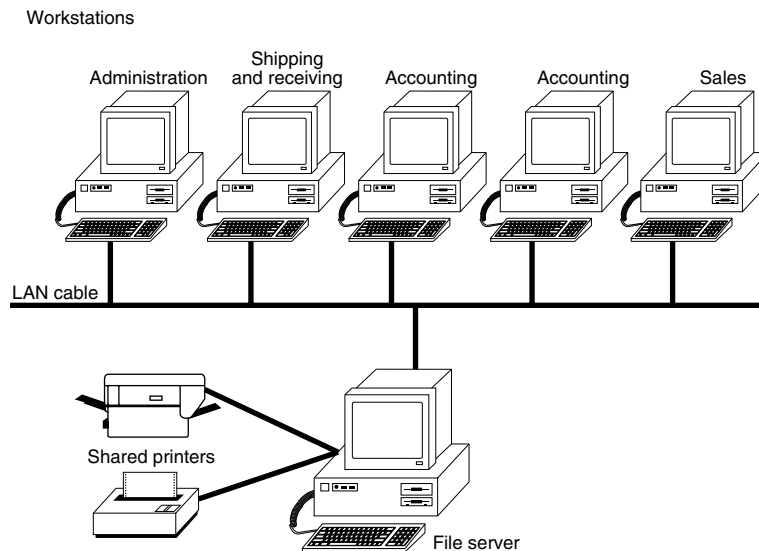 Workstations
Administration
Shipping
and receiving
Accounting
Accounting
Sales
LAN cable
Shared printers
File server